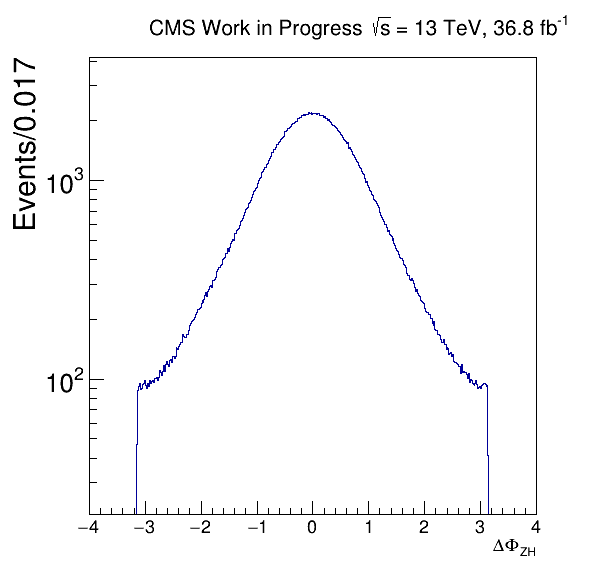 CMS Work in Progress √s = 13 TeV, 36.8 fb⁻¹
Events/0.017
10³
10²
−4 −3 −2 −1 0 1 2 3 4
ΔΦ_ZH